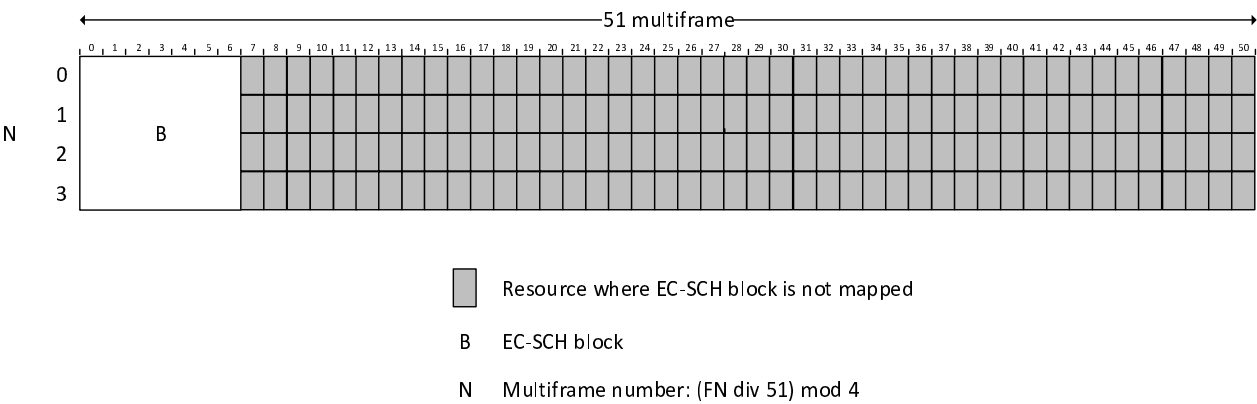 51 multiframe
0 1 2 3 4 5 6 7 8 9 10 11 12 13 14 15 16 17 18 19 20 21 22 23 24 25 26 27 28 29 30 31 32 33 34 35 36 37 38 39 40 41 42 43 44 45 46 47 48 49 50
0
1
N B
2
3
Resource where EC-SCH block is not mapped
B EC-SCH block
N Multiframe number: (FN div 51) mod 4